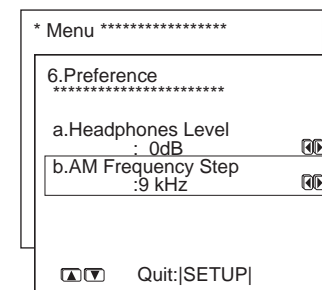 * Menu *****************
6.Preference
***********************
a.Headphones Level
: 0dB
b.AM Frequency Step
:9 kHz
Quit:|SETUP|